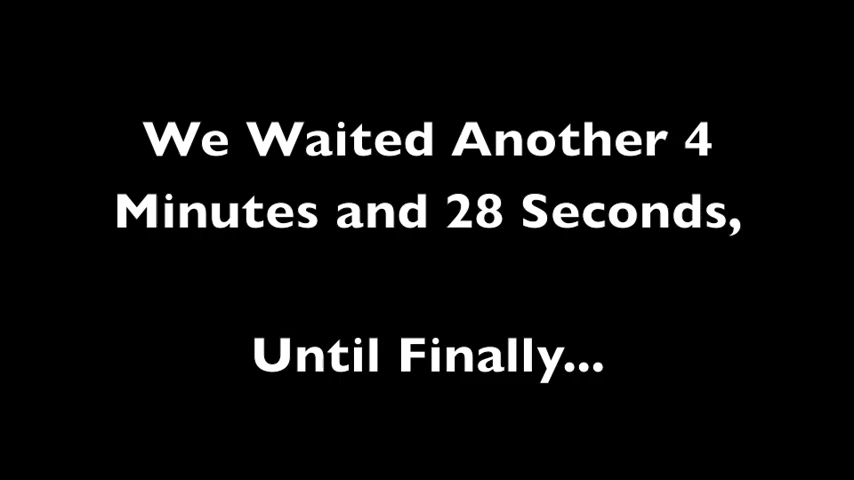 We Waited Another 4
Minutes and 28 Seconds,
Until Finally...